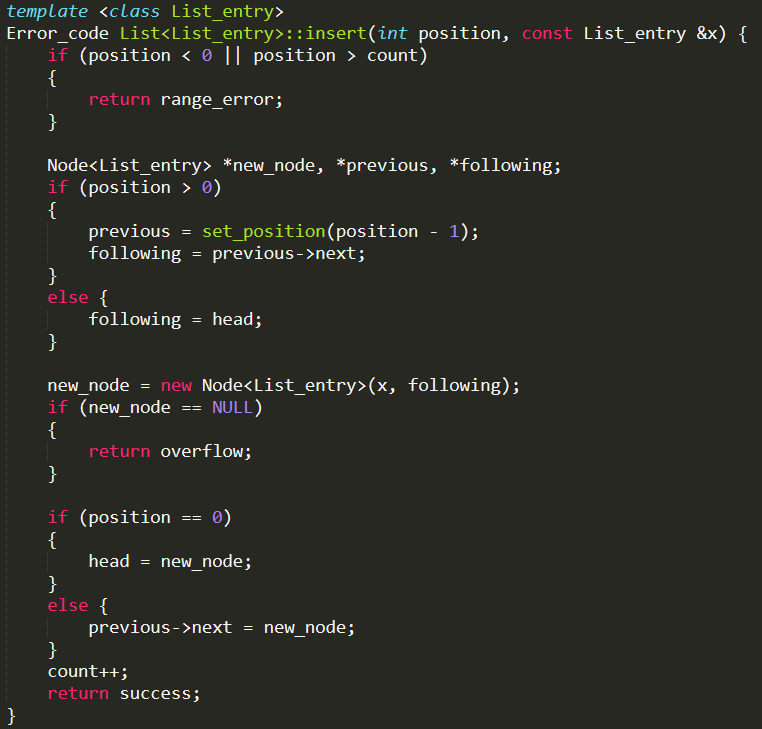 template <class List_entry>
Error_code List<List_entry>::insert(int position, const List_entry &x) {
    if (position < 0 || position > count)
    {
        return range_error;
    }

    Node<List_entry> *new_node, *previous, *following;
    if (position > 0)
    {
        previous = set_position(position - 1);
        following = previous->next;
    }
    else {
        following = head;
    }

    new_node = new Node<List_entry>(x, following);
    if (new_node == NULL)
    {
        return overflow;
    }

    if (position == 0)
    {
        head = new_node;
    }
    else {
        previous->next = new_node;
    }
    count++;
    return success;
}